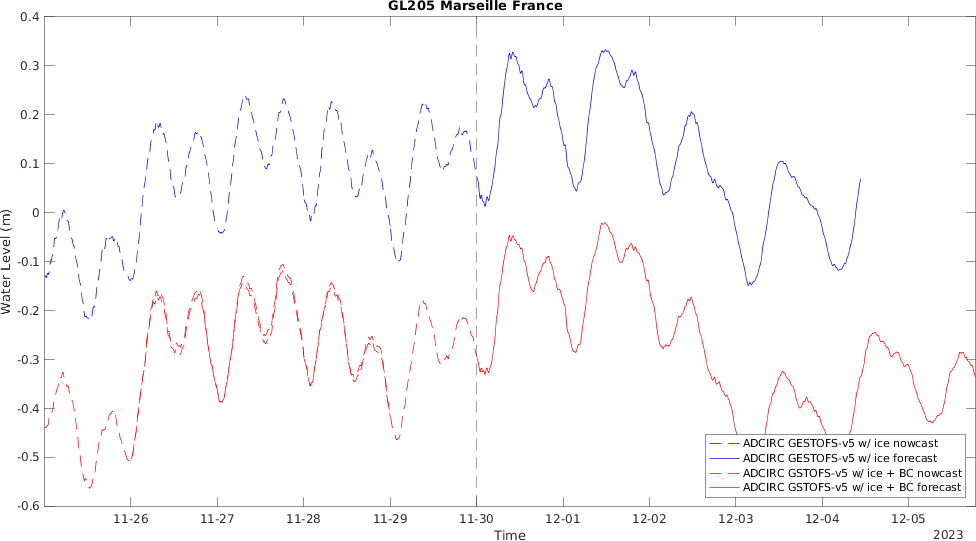 GL205 Marseille France
0.4
0.3
0.2
0.1
0
-0.1
-0.2
-0.3
-0.4
-0.5
-0.6
Water Level (m)
ADCIRC GESTOFS-v5 w/ ice nowcast
ADCIRC GESTOFS-v5 w/ ice forecast
ADCIRC GSTOFS-v5 w/ ice + BC nowcast
ADCIRC GSTOFS-v5 w/ ice + BC forecast
11-26 11-27 11-28 11-29 11-30 12-01 12-02 12-03 12-04 12-05
Time
2023